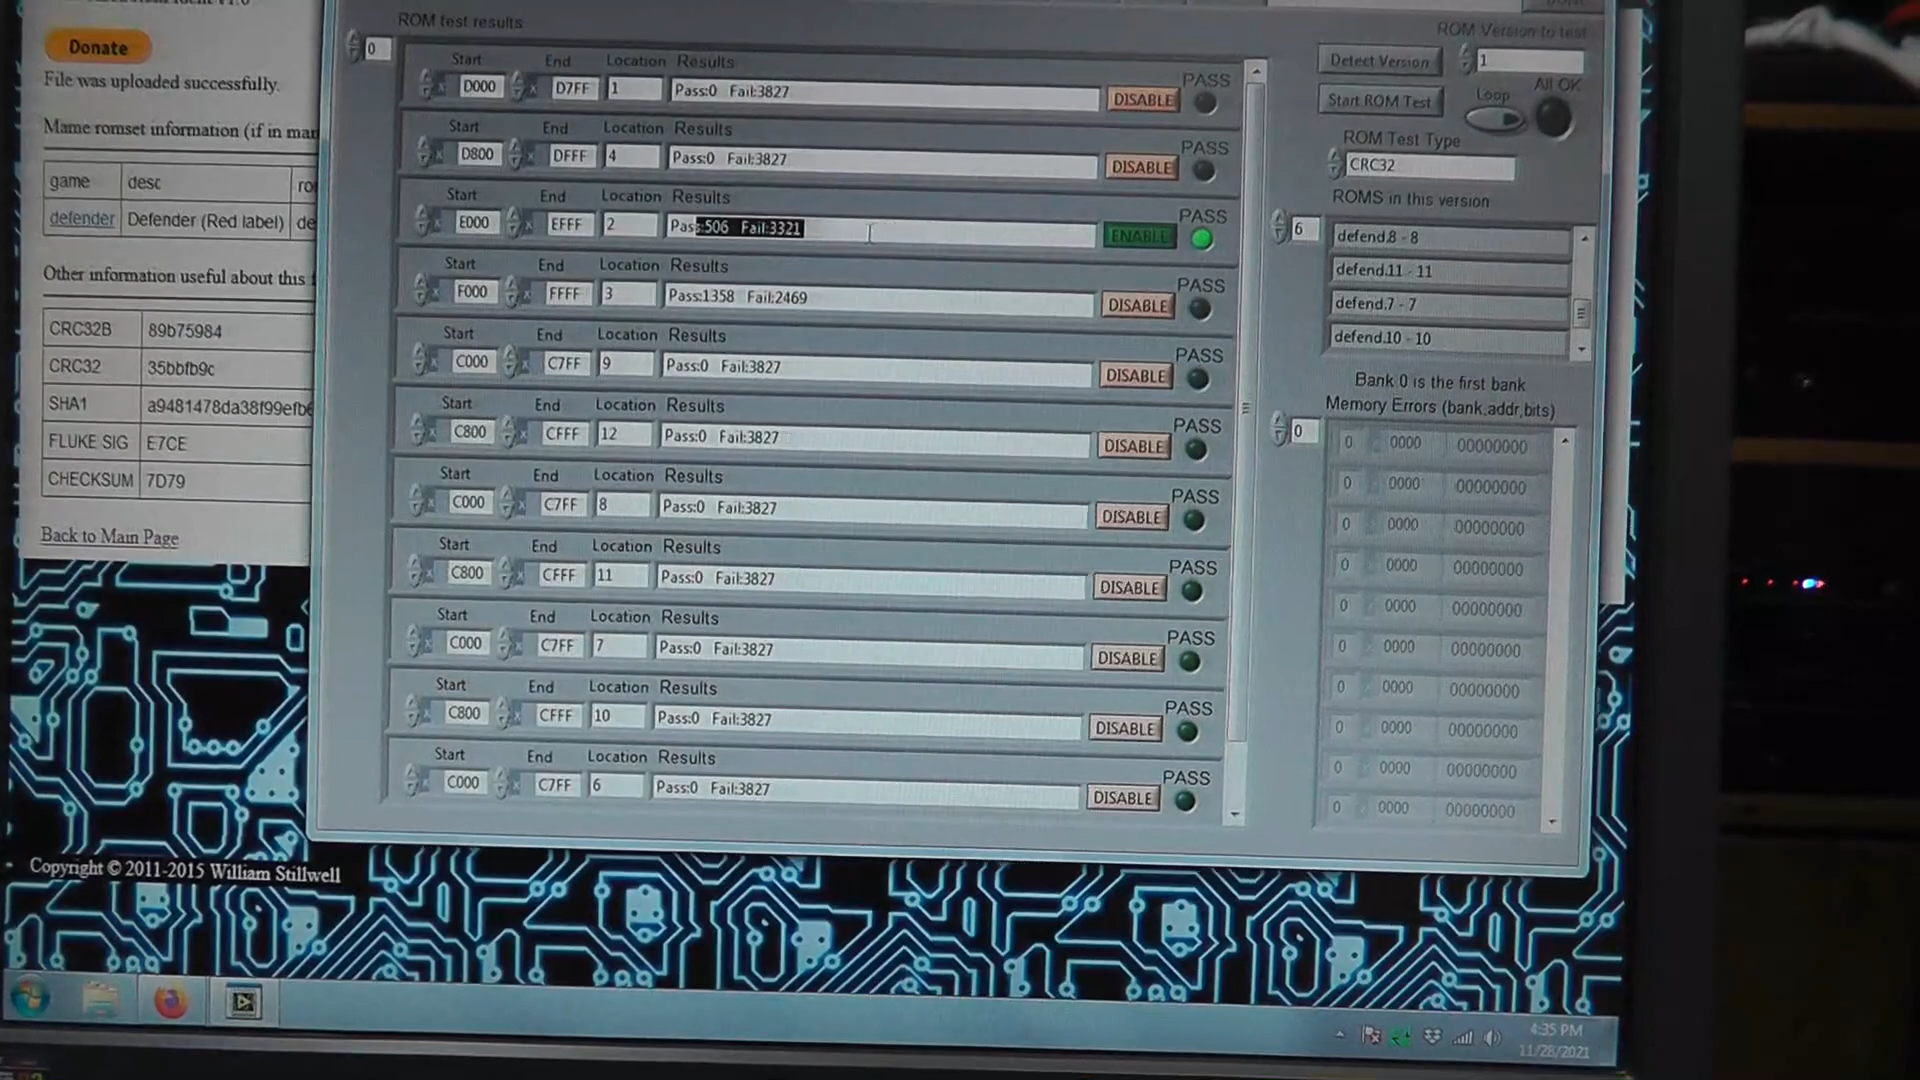 Donate
File was uploaded successfully.
Mame romset information (if in mam
game desc ro
defender Defender (Red label) de
Other information useful about this
CRC32B 89b75984
CRC32 35bbfb9c
SHA1 a9481478da38f99efb6
FLUKE SIG E7CE
CHECKSUM 7D79
Back to Main Page
Copyright © 2011-2015 William Stillwell
ROM test results
0
Start End Location Results PASS
D000 D7FF 1 Pass:0 Fail:3827 DISABLE
Start End Location Results PASS
D800 DFFF 4 Pass:0 Fail:3827 DISABLE
Start End Location Results PASS
E000 EFFF 2 Pass:506 Fail:3321 ENABLE
Start End Location Results PASS
F000 FFFF 3 Pass:1358 Fail:2469 DISABLE
Start End Location Results PASS
C000 C7FF 9 Pass:0 Fail:3827 DISABLE
Start End Location Results PASS
C800 CFFF 12 Pass:0 Fail:3827 DISABLE
Start End Location Results PASS
C000 C7FF 8 Pass:0 Fail:3827 DISABLE
Start End Location Results PASS
C800 CFFF 11 Pass:0 Fail:3827 DISABLE
Start End Location Results PASS
C000 C7FF 7 Pass:0 Fail:3827 DISABLE
Start End Location Results PASS
C800 CFFF 10 Pass:0 Fail:3827 DISABLE
Start End Location Results PASS
C000 C7FF 6 Pass:0 Fail:3827 DISABLE
ROM Version to test
Detect Version 1
Start ROM Test Loop All OK
ROM Test Type
CRC32
ROMS in this version
6
defend.8 - 8
defend.11 - 11
defend.7 - 7
defend.10 - 10
Bank 0 is the first bank
Memory Errors (bank,addr,bits)
0
0 0000 00000000
0 0000 00000000
0 0000 00000000
0 0000 00000000
0 0000 00000000
0 0000 00000000
0 0000 00000000
0 0000 00000000
0 0000 00000000
0 0000 00000000
4:35 PM
11/28/2021